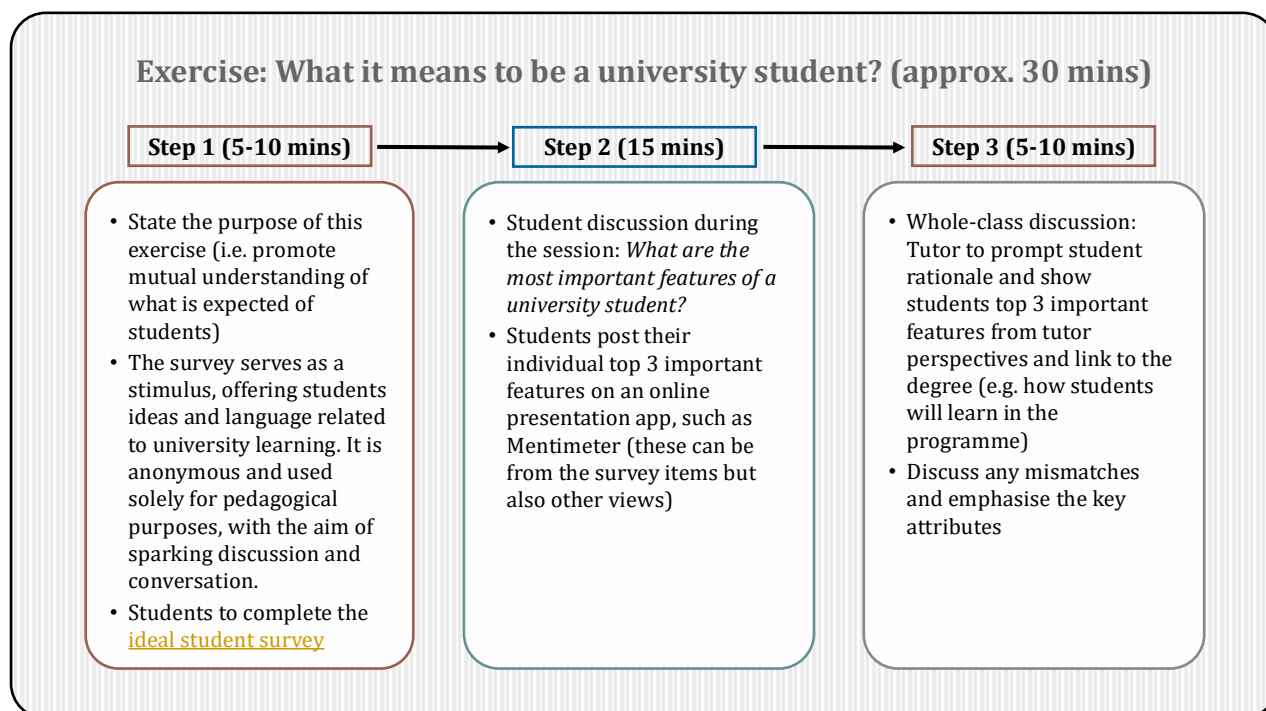 Exercise: What it means to be a university student? (approx. 30 mins)
Step 1 (5-10 mins)
• State the purpose of this
exercise (i.e. promote
mutual understanding of
what is expected of
students)
• The survey serves as a
stimulus, offering students
ideas and language related
to university learning. It is
anonymous and used
solely for pedagogical
purposes, with the aim of
sparking discussion and
conversation.
• Students to complete the
ideal student survey
Step 2 (15 mins)
• Student discussion during
the session: What are the
most important features of a
university student?
• Students post their
individual top 3 important
features on an online
presentation app, such as
Mentimeter (these can be
from the survey items but
also other views)
Step 3 (5-10 mins)
• Whole-class discussion:
Tutor to prompt student
rationale and show
students top 3 important
features from tutor
perspectives and link to the
degree (e.g. how students
will learn in the
programme)
• Discuss any mismatches
and emphasise the key
attributes